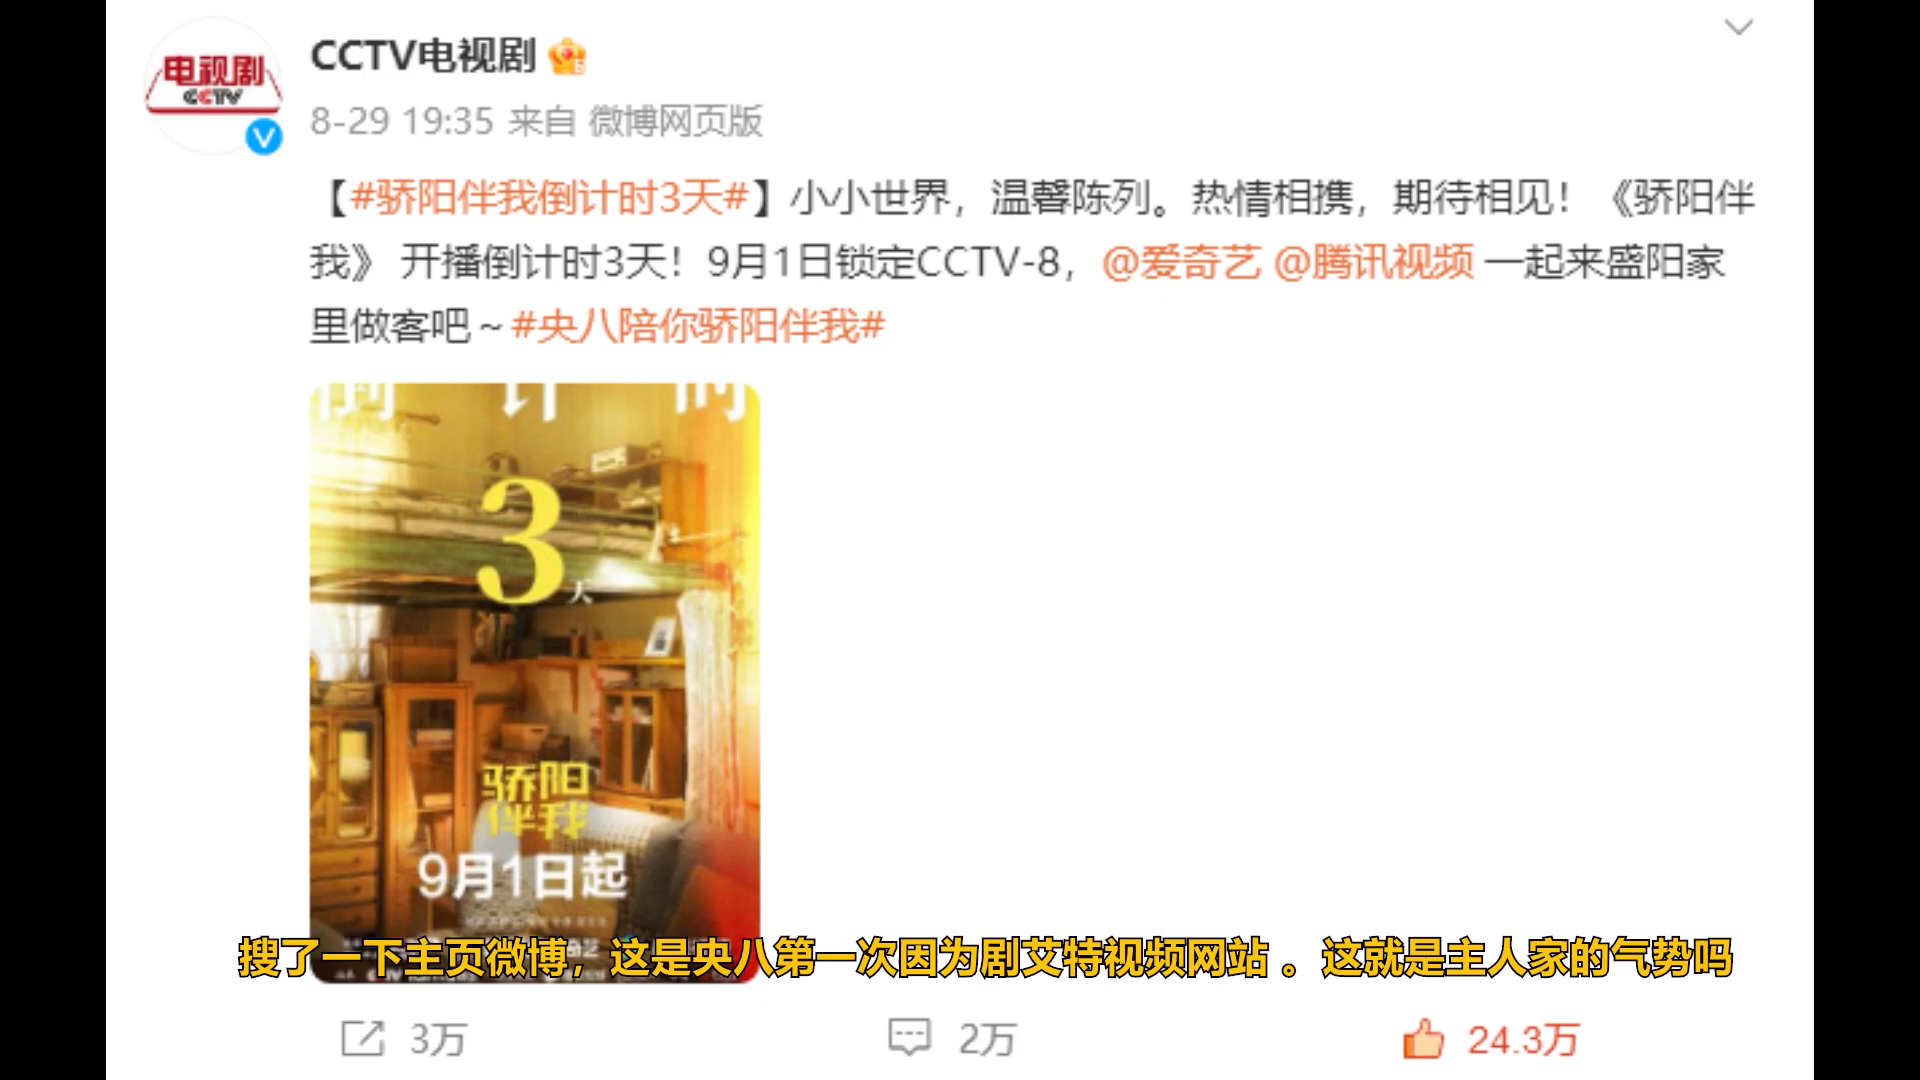 电视剧
CCTV
CCTV电视剧
8-29 19:35 来自 微博网页版
【#骄阳伴我倒计时3天#】小小世界，温馨陈列。热情相携，期待相见！《骄阳伴
我》 开播倒计时3天！9月1日锁定CCTV-8，@爱奇艺 @腾讯视频 一起来盛阳家
里做客吧～#央八陪你骄阳伴我#
倒 计 时
3天
骄阳
伴我
9月1日起
搜了一下主页微博，这是央八第一次因为剧艾特视频网站 。这就是主人家的气势吗
3万
2万
24.3万